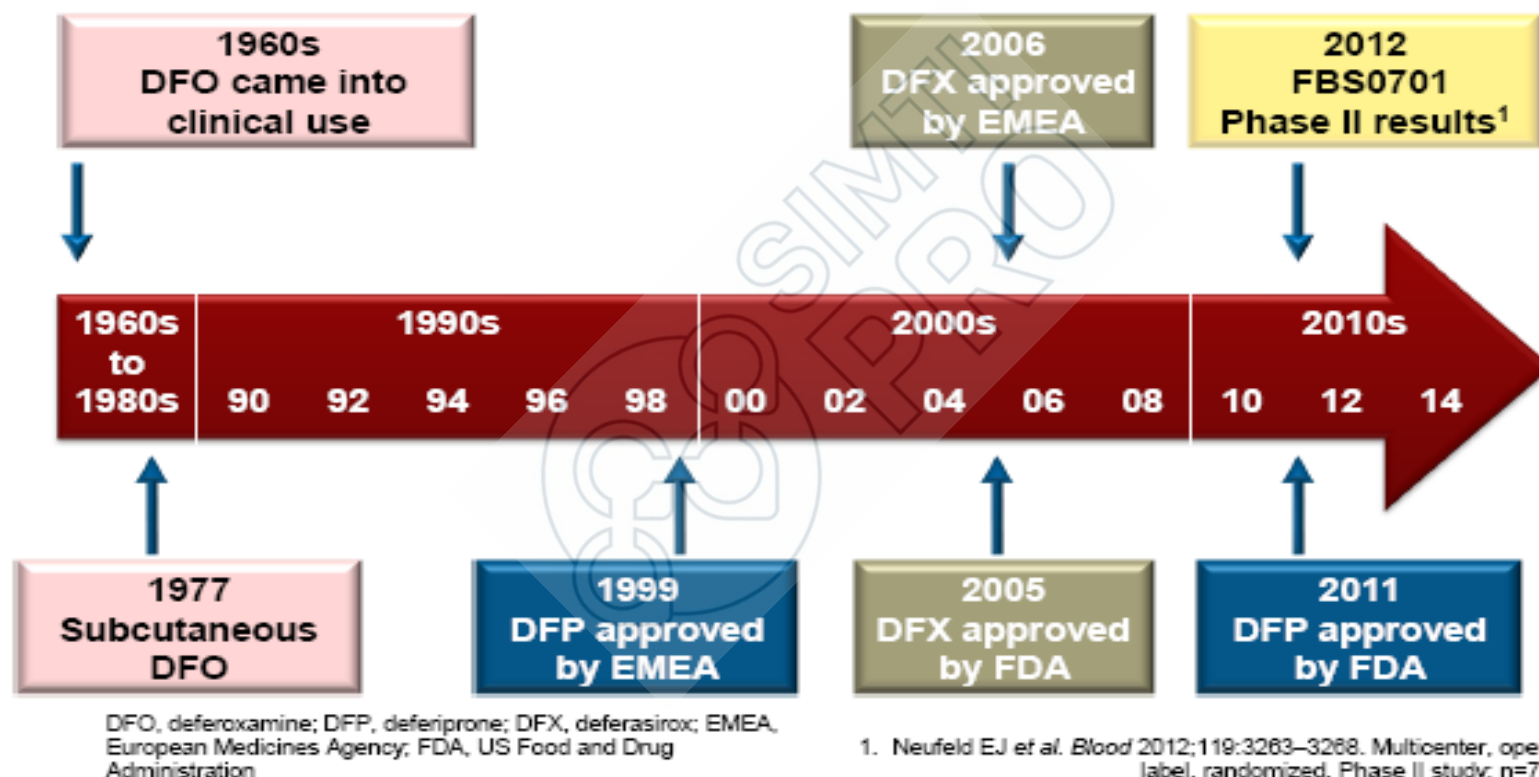 1960s
DFO came into
clinical use
2006
DFX approved
by EMEA
2012
FBS0701
Phase II results¹
SIMTI
PRO
1960s
to
1980s
1990s
2000s
2010s
90 92 94 96 98 00 02 04 06 08 10 12 14
1977
Subcutaneous
DFO
1999
DFP approved
by EMEA
2005
DFX approved
by FDA
2011
DFP approved
by FDA
DFO, deferoxamine; DFP, deferiprone; DFX, deferasirox; EMEA,
European Medicines Agency; FDA, US Food and Drug
Administration
1. Neufeld EJ et al. Blood 2012;119:3263–3268. Multicenter, ope
label, randomized, Phase II study; n=7